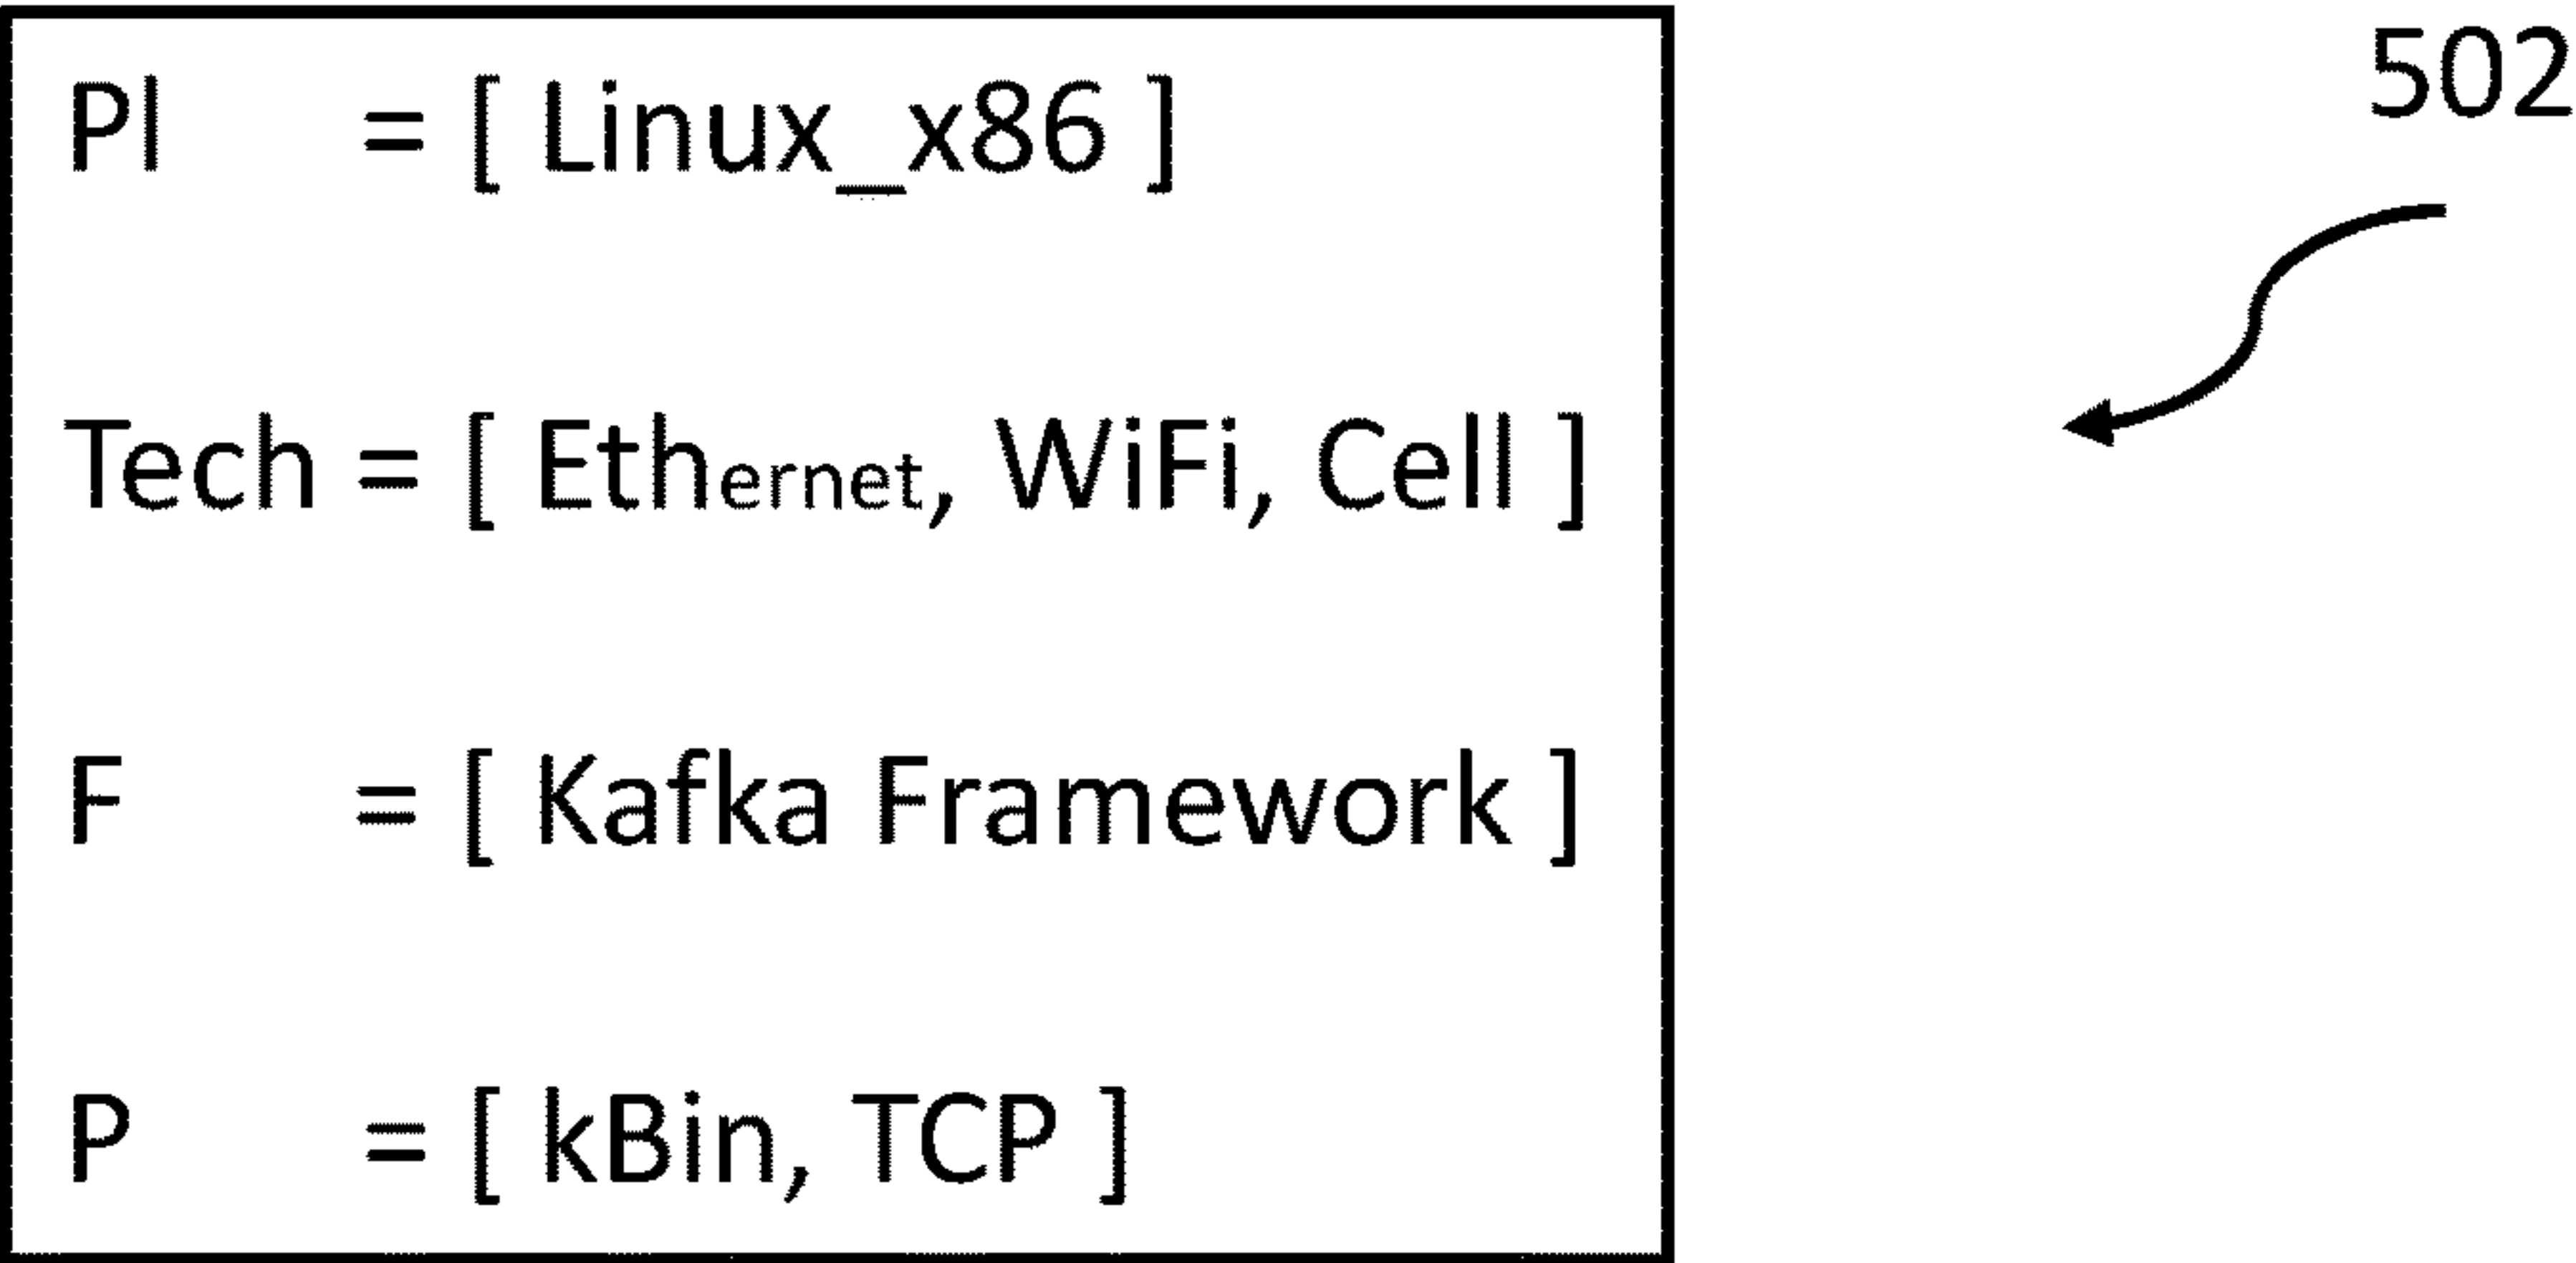 Pl = [ Linux_x86 ]
502
Tech = [ Ethernet, WiFi, Cell ]
F = [ Kafka Framework ]
P = [ kBin, TCP ]